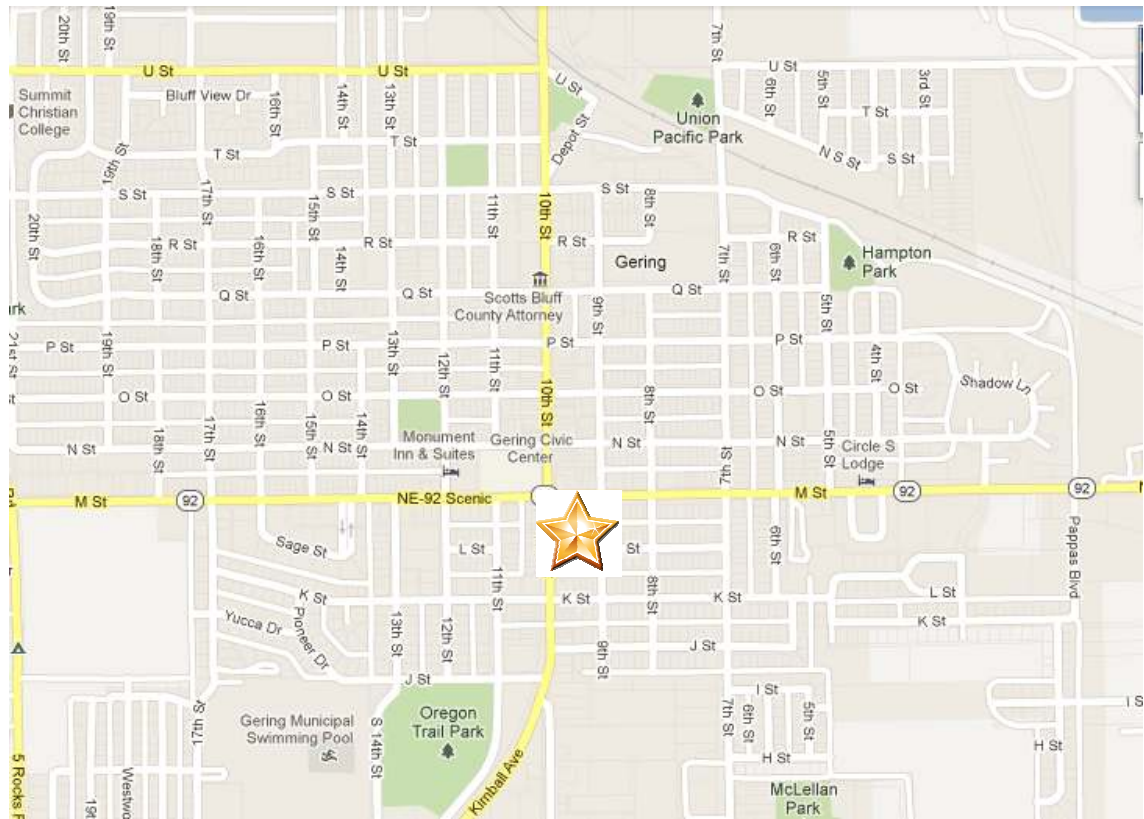 20th St
19th St
7th St
U St
U St
U St
U St
Bluff View Dr
Summit
Christian
College
16th St
14th St
13th St
6th St
5th St
3rd St
Union
Pacific Park
T St
T St
T St
Depot St
N S St
S St
19th St
17th St
S St
S St
S St
15th St
11th St
10th St
8th St
20th St
18th St
R St
16th St
14th St
R St
R St
Gering
7th St
6th St
R St
Hampton
Park
Q St
Q St
Q St
Scotts Bluff
County Attorney
9th St
5th St
21st St
P St
19th St
P St
13th St
12th St
11th St
P St
P St
4th St
O St
O St
10th St
8th St
O St
O St
Shadow Ln
16th St
15th St
14th St
N St
18th St
17th St
N St
Monument
Inn & Suites
Gering Civic
Center
N St
7th St
N St
5th St
Circle S
Lodge
M St
92
NE-92 Scenic
M St
92
92
Sage St
L St
St
6th St
Pappas Blvd
11th St
K St
K St
8th St
K St
L St
K St
Yucca Dr
Pioneer Dr
13th St
12th St
9th St
J St
J St
17th St
S 14th St
Gering Municipal
Swimming Pool
Oregon
Trail Park
Kimball Ave
7th St
I St
6th St
5th St
H St
McLellan
Park
H St
I S
5 Rocks
Westwo
19t